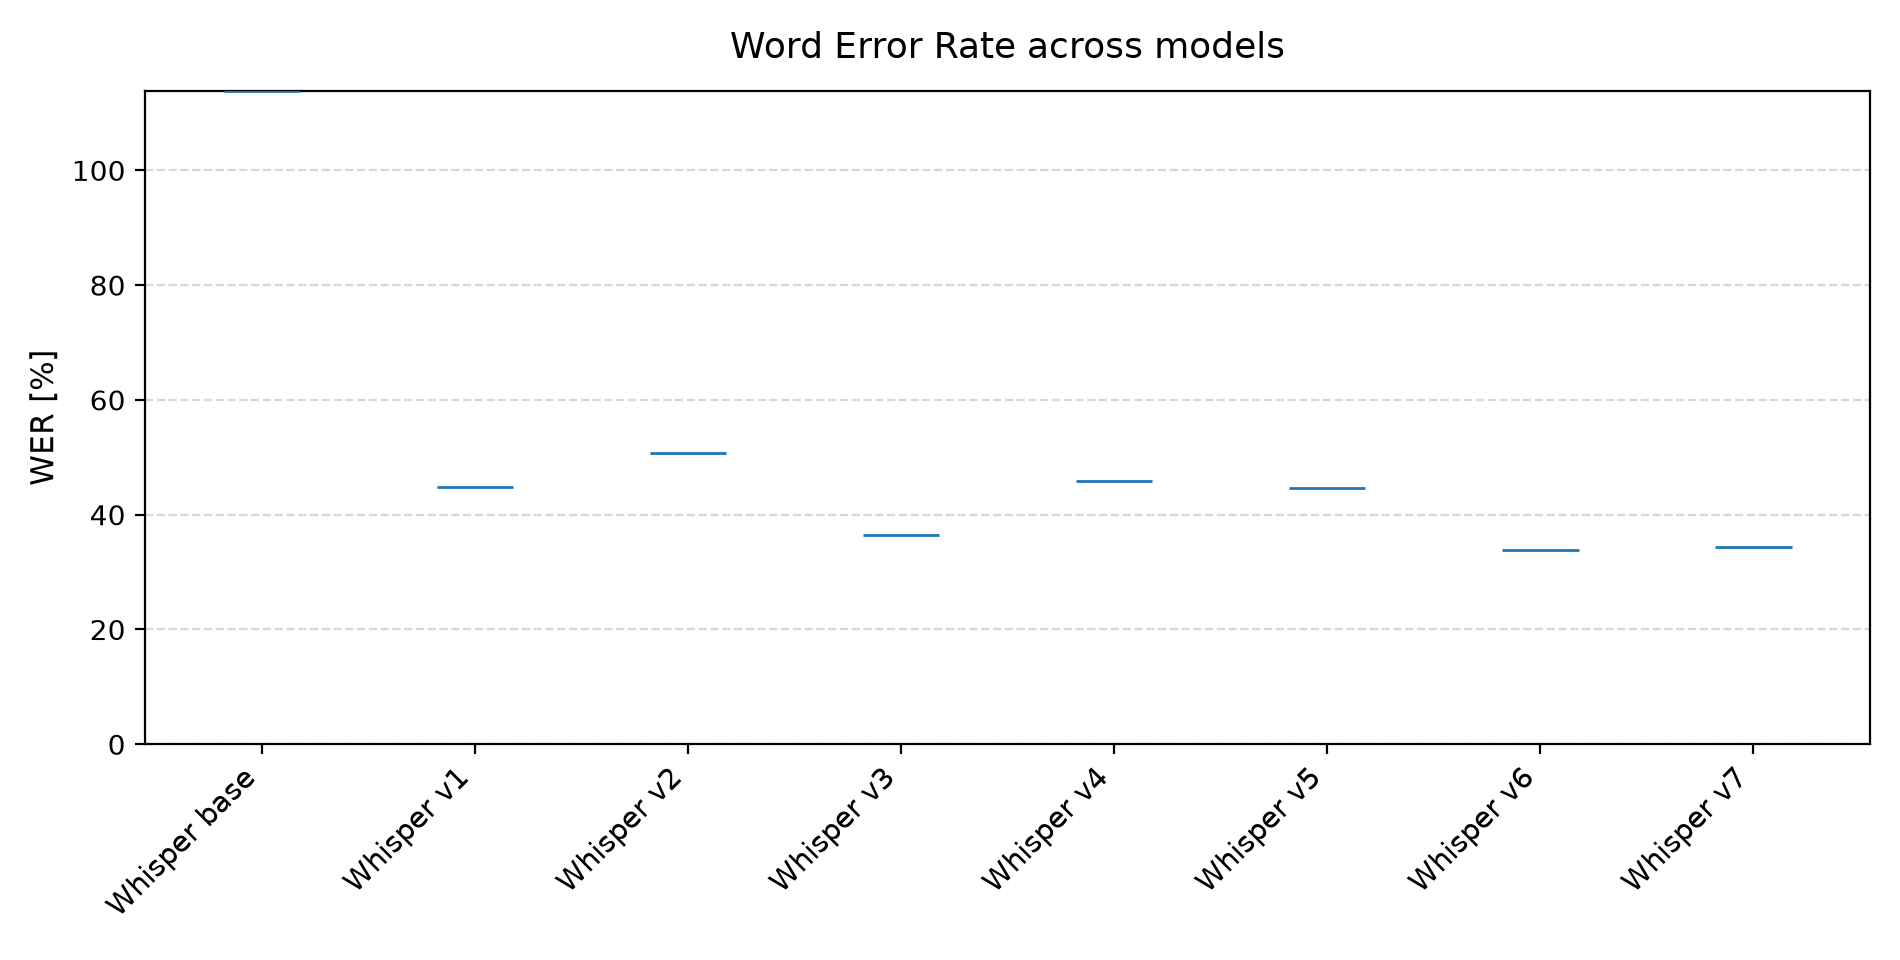 Word Error Rate across models
WER [%]
100
80
60
40
20
0
Whisper base
Whisper v1
Whisper v2
Whisper v3
Whisper v4
Whisper v5
Whisper v6
Whisper v7